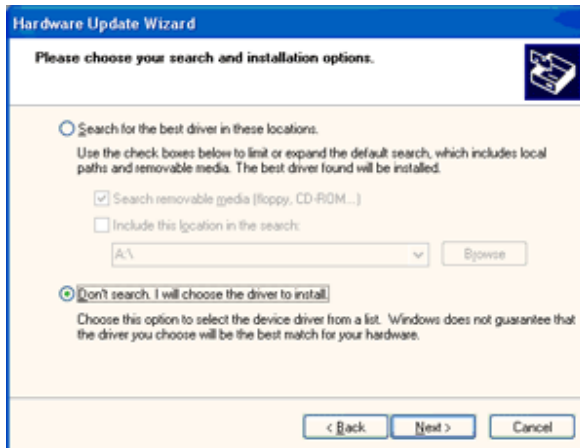 Hardware Update Wizard
Please choose your search and installation options.
Search for the best driver in these locations.
Use the check boxes below to limit or expand the default search, which includes local
paths and removable media. The best driver found will be installed.
Search removable media (floppy, CD-ROM...)
Include this location in the search:
A:\
Browse
Don't search. I will choose the driver to install.
Choose this option to select the device driver from a list. Windows does not guarantee that
the driver you choose will be the best match for your hardware.
< Back
Next >
Cancel